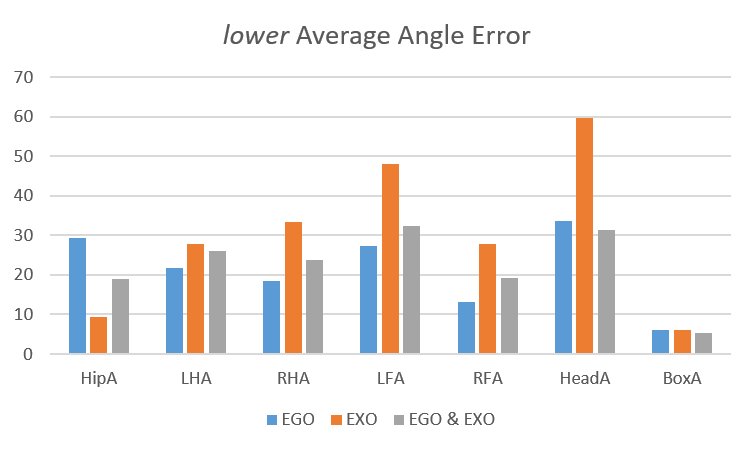 lower Average Angle Error
70
60
50
40
30
20
10
0
HipA LHA RHA LFA RFA HeadA BoxA
EGO EXO EGO & EXO